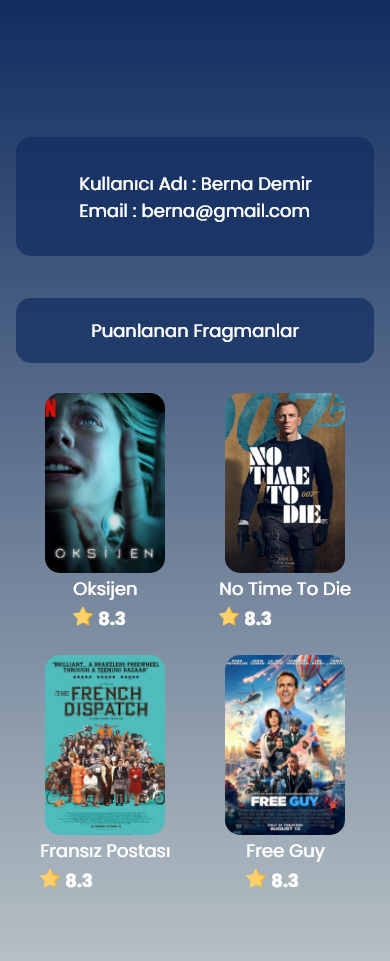 Kullanıcı Adı : Berna Demir
Email : berna@gmail.com
Puanlanan Fragmanlar
N
OKSIJEN
007
NO
TIME
TO
DIE
007
Oksijen
No Time To Die
8.3
8.3
"BRILLIANT... A BRAKELESS FREEWHEEL
THROUGH A TEEMING BAZAAR"
THE FRENCH
DISPATCH
FREE GUY
AUGUST 13
Fransız Postası
Free Guy
8.3
8.3